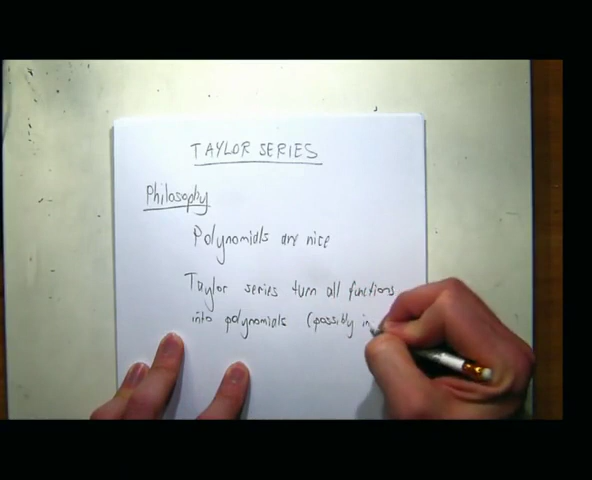 TAYLOR SERIES
Philosophy
Polynomials are nice
Taylor series turn all functions
into polynomials (possibly in